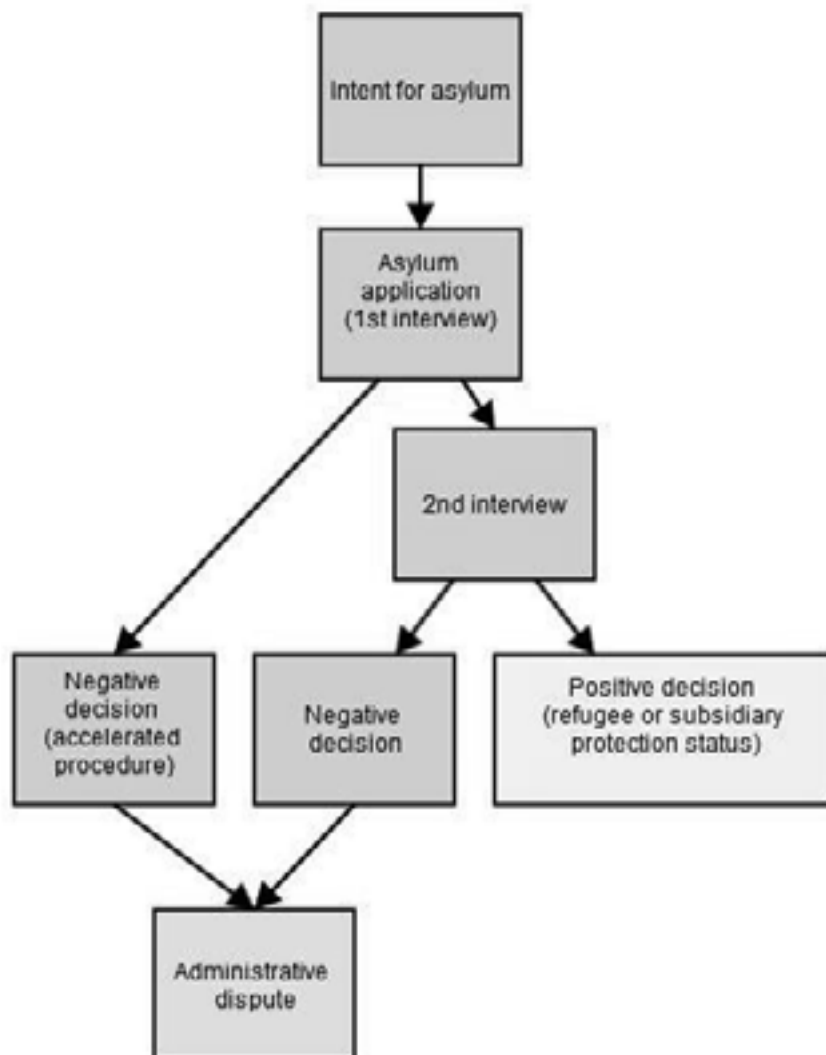 Intent for asylum
Asylum
application
(1st interview)
2nd interview
Negative
decision
(accelerated
procedure)
Negative
decision
Positive decision
(refugee or subsidiary
protection status)
Administrative
dispute